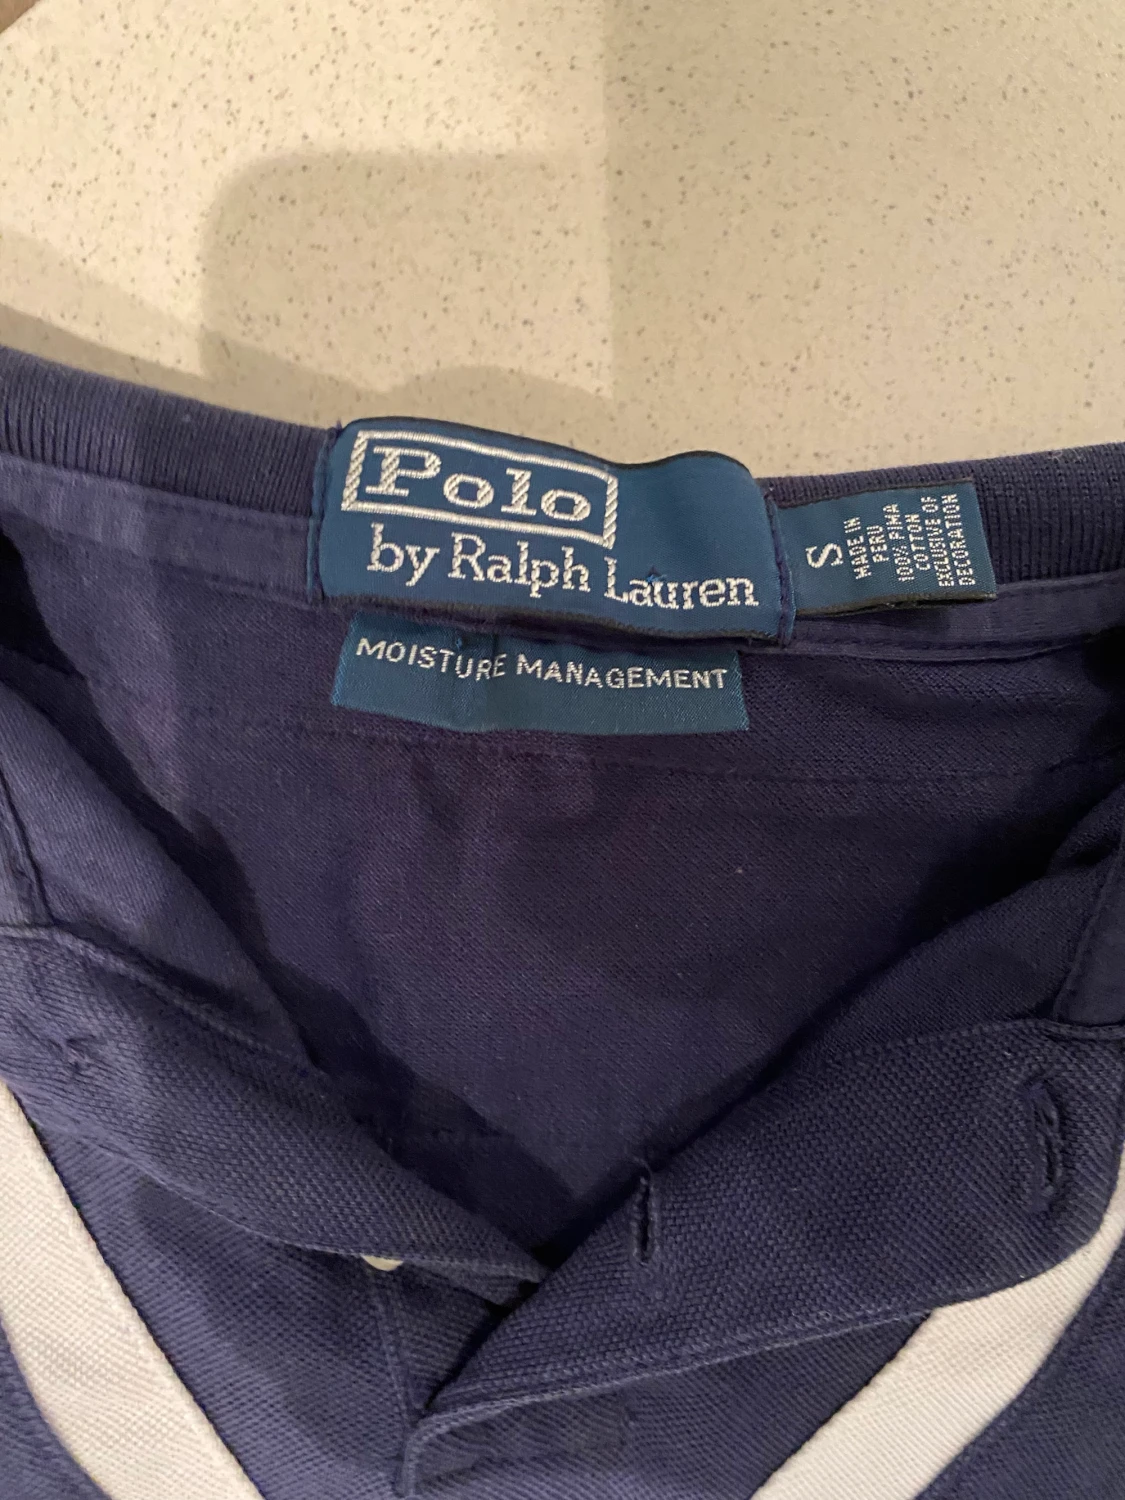 Polo
by Ralph Lauren
MOISTURE MANAGEMENT
S
MADE IN
PERU
100% PIMA
COTTON
EXCLUSIVE OF
DECORATION